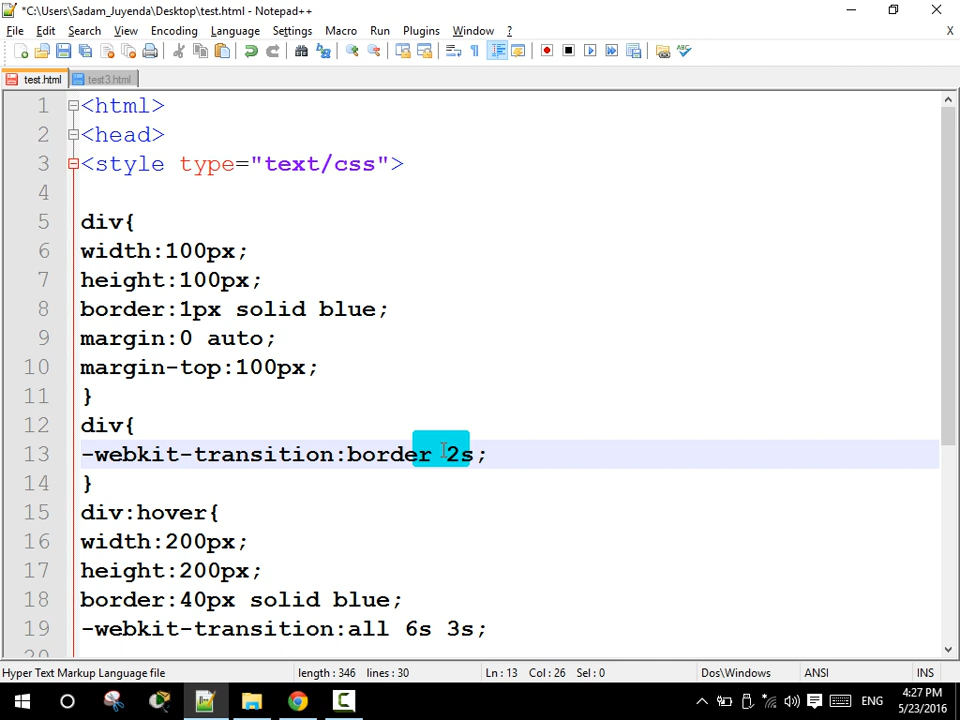 *C:\Users\Sadam_Juyenda\Desktop\test.html - Notepad++
File Edit Search View Encoding Language Settings Macro Run Plugins Window ? X
test.html test3.html
1 <html>
2 <head>
3 <style type="text/css">
4
5 div{
6 width:100px;
7 height:100px;
8 border:1px solid blue;
9 margin:0 auto;
10 margin-top:100px;
11 }
12 div{
13 -webkit-transition:border 2s;
14 }
15 div:hover{
16 width:200px;
17 height:200px;
18 border:40px solid blue;
19 -webkit-transition:all 6s 3s;
20
Hyper Text Markup Language file length : 346 lines : 30 Ln : 13 Col : 26 Sel : 0 Dos\Windows ANSI INS
ENG 4:27 PM
5/23/2016